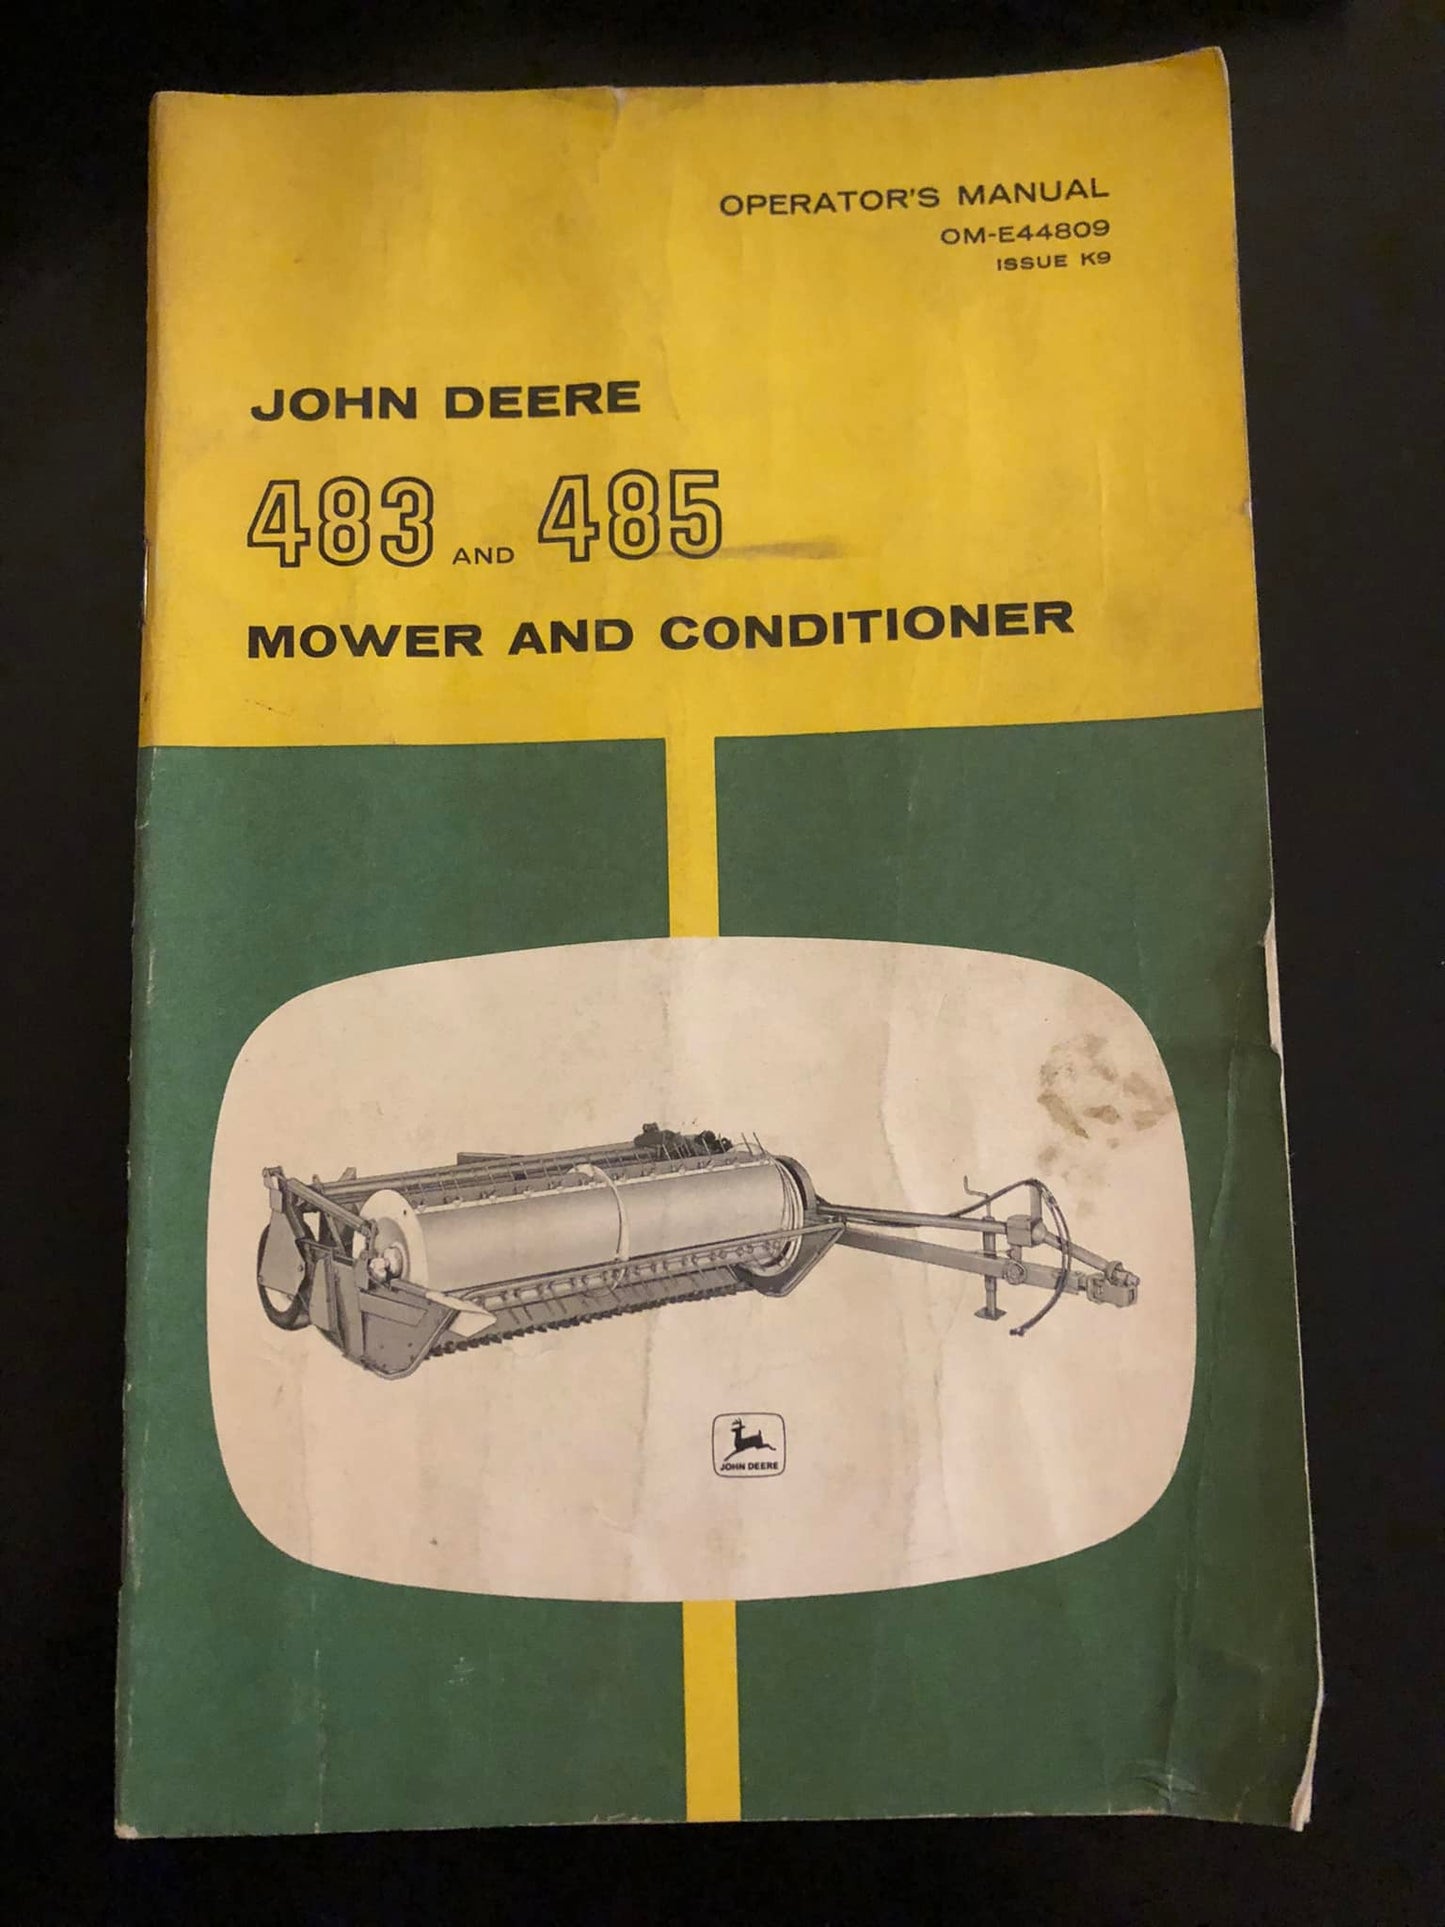 OPERATOR'S MANUAL
OM-E44809
ISSUE K9
JOHN DEERE
483 AND 485
MOWER AND CONDITIONER
JOHN DEERE